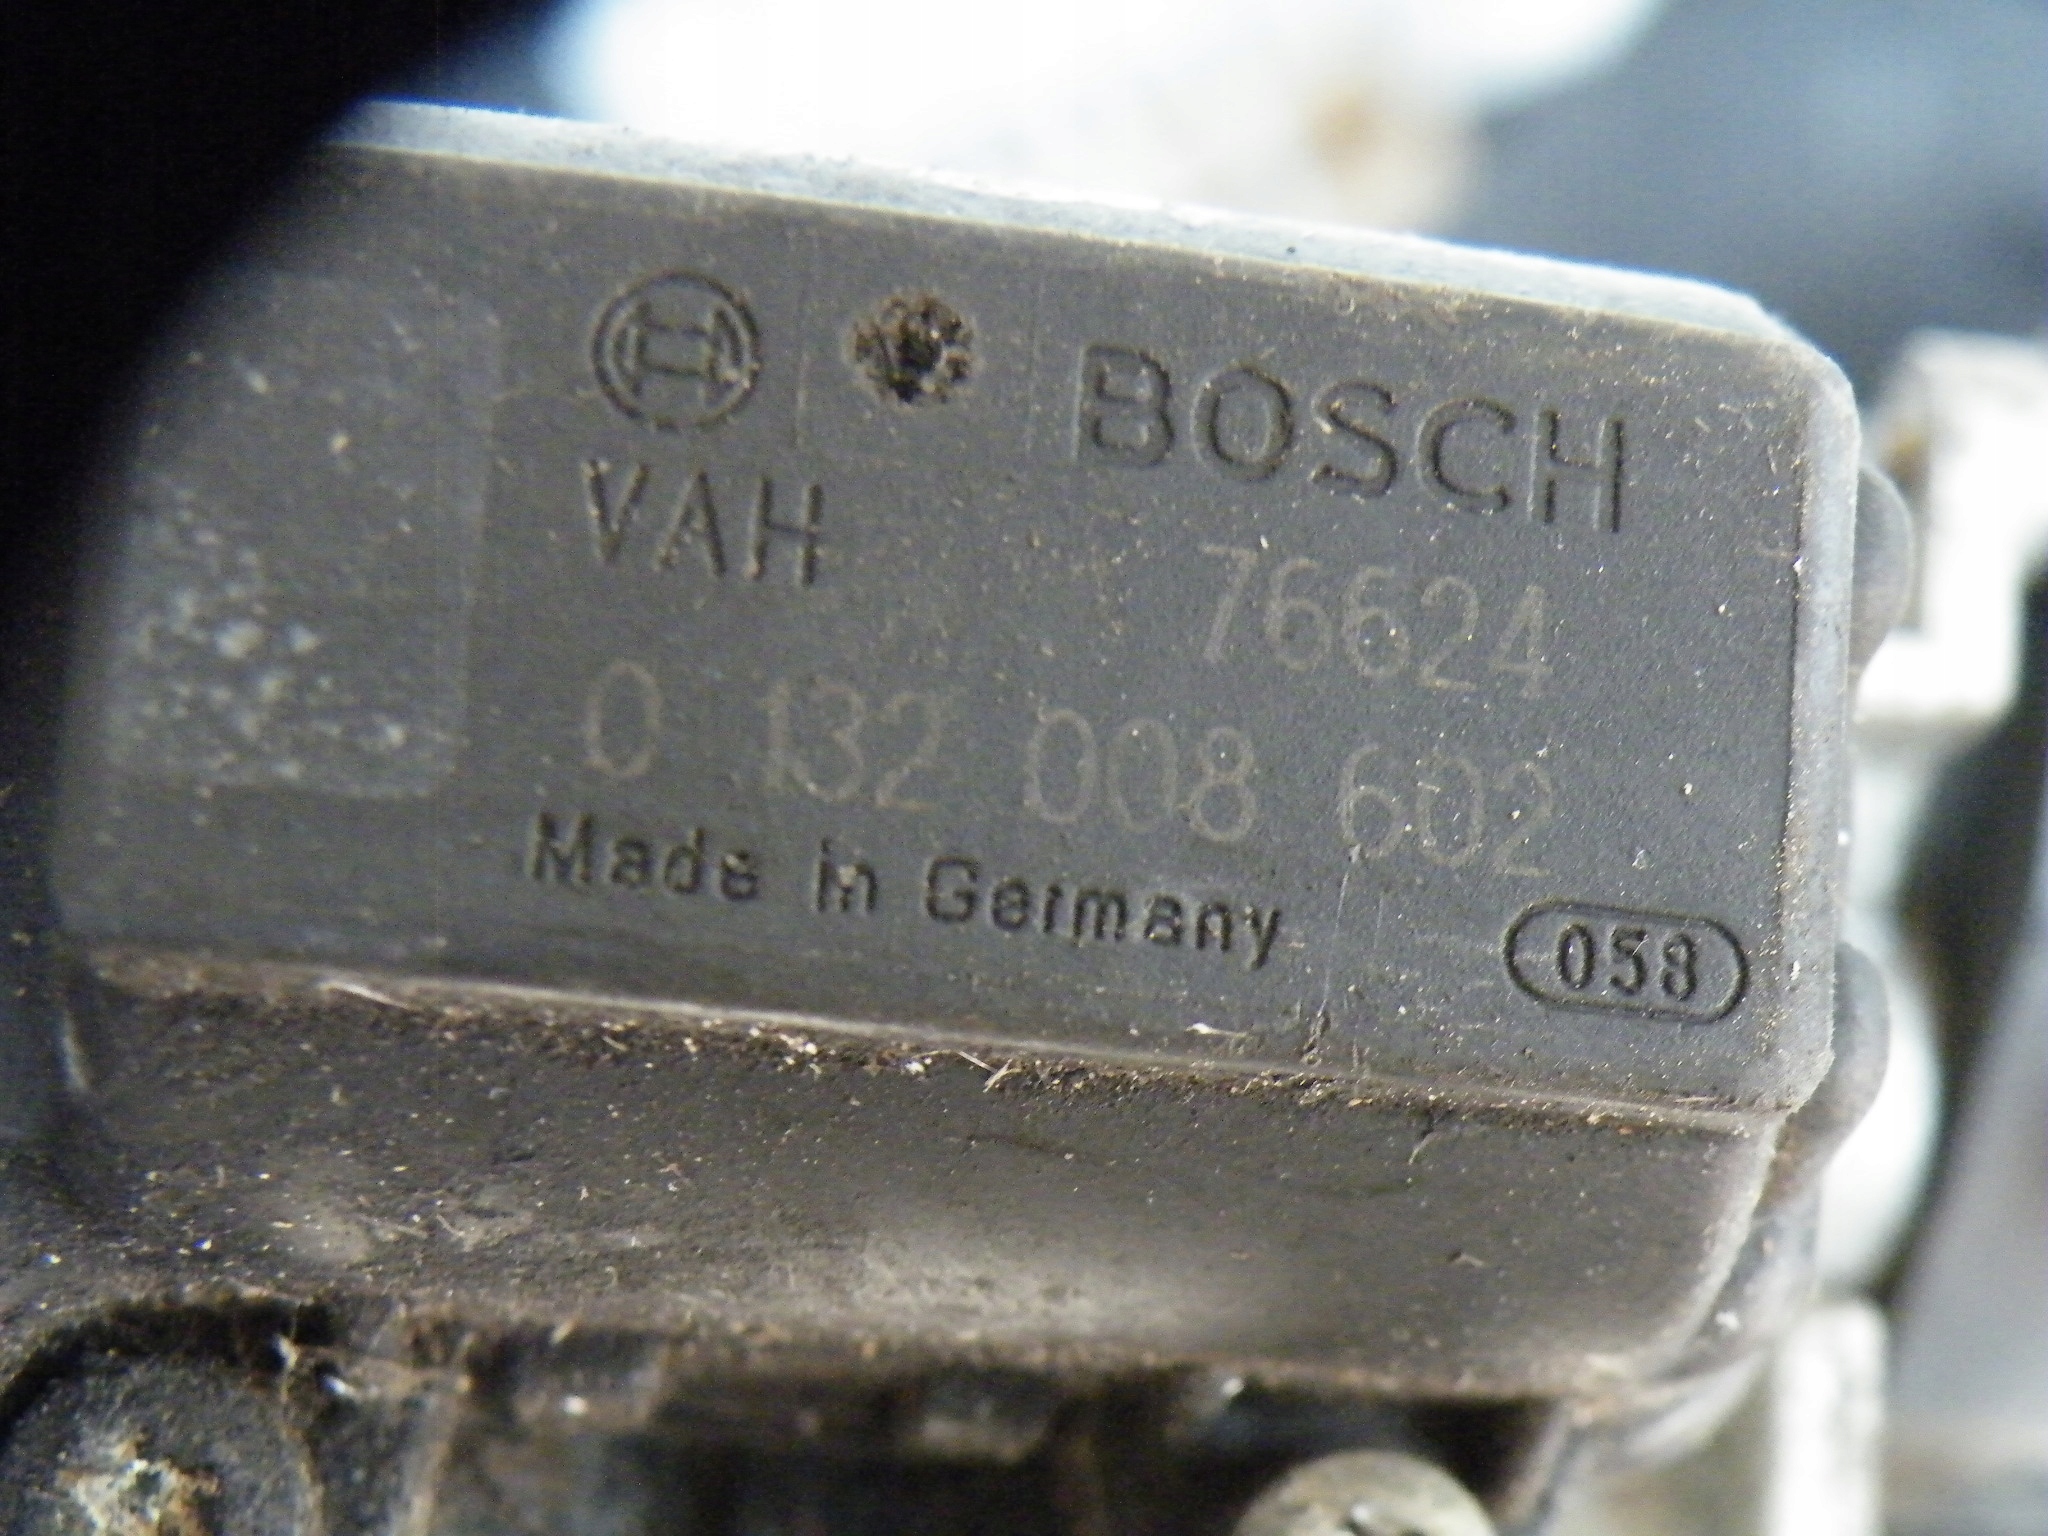 BOSCH
VAH
76624
0 132 008 602
Made in Germany
058